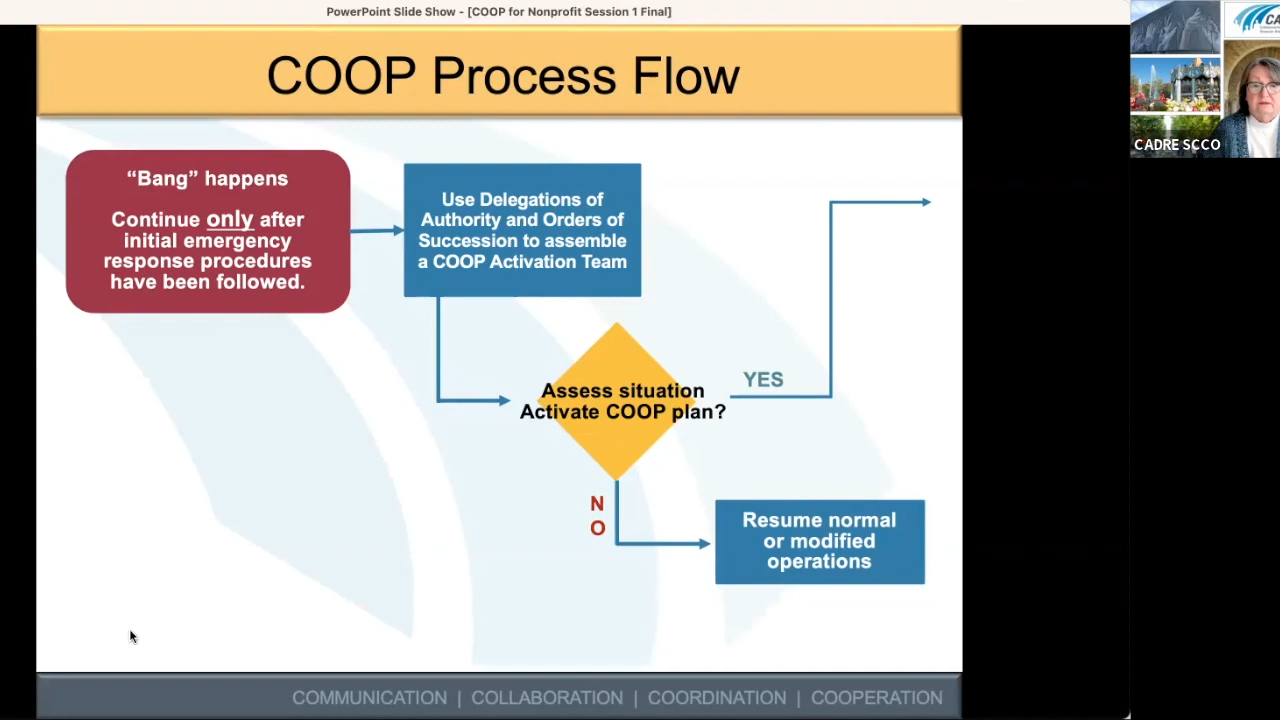 PowerPoint Slide Show - [COOP for Nonprofit Session 1 Final]
COOP Process Flow
“Bang” happens
Continue only after
initial emergency
response procedures
have been followed.
Use Delegations of
Authority and Orders of
Succession to assemble
a COOP Activation Team
Assess situation
Activate COOP plan?
YES
N
O
Resume normal
or modified
operations
COMMUNICATION | COLLABORATION | COORDINATION | COOPERATION
CA
CADRE SCCO